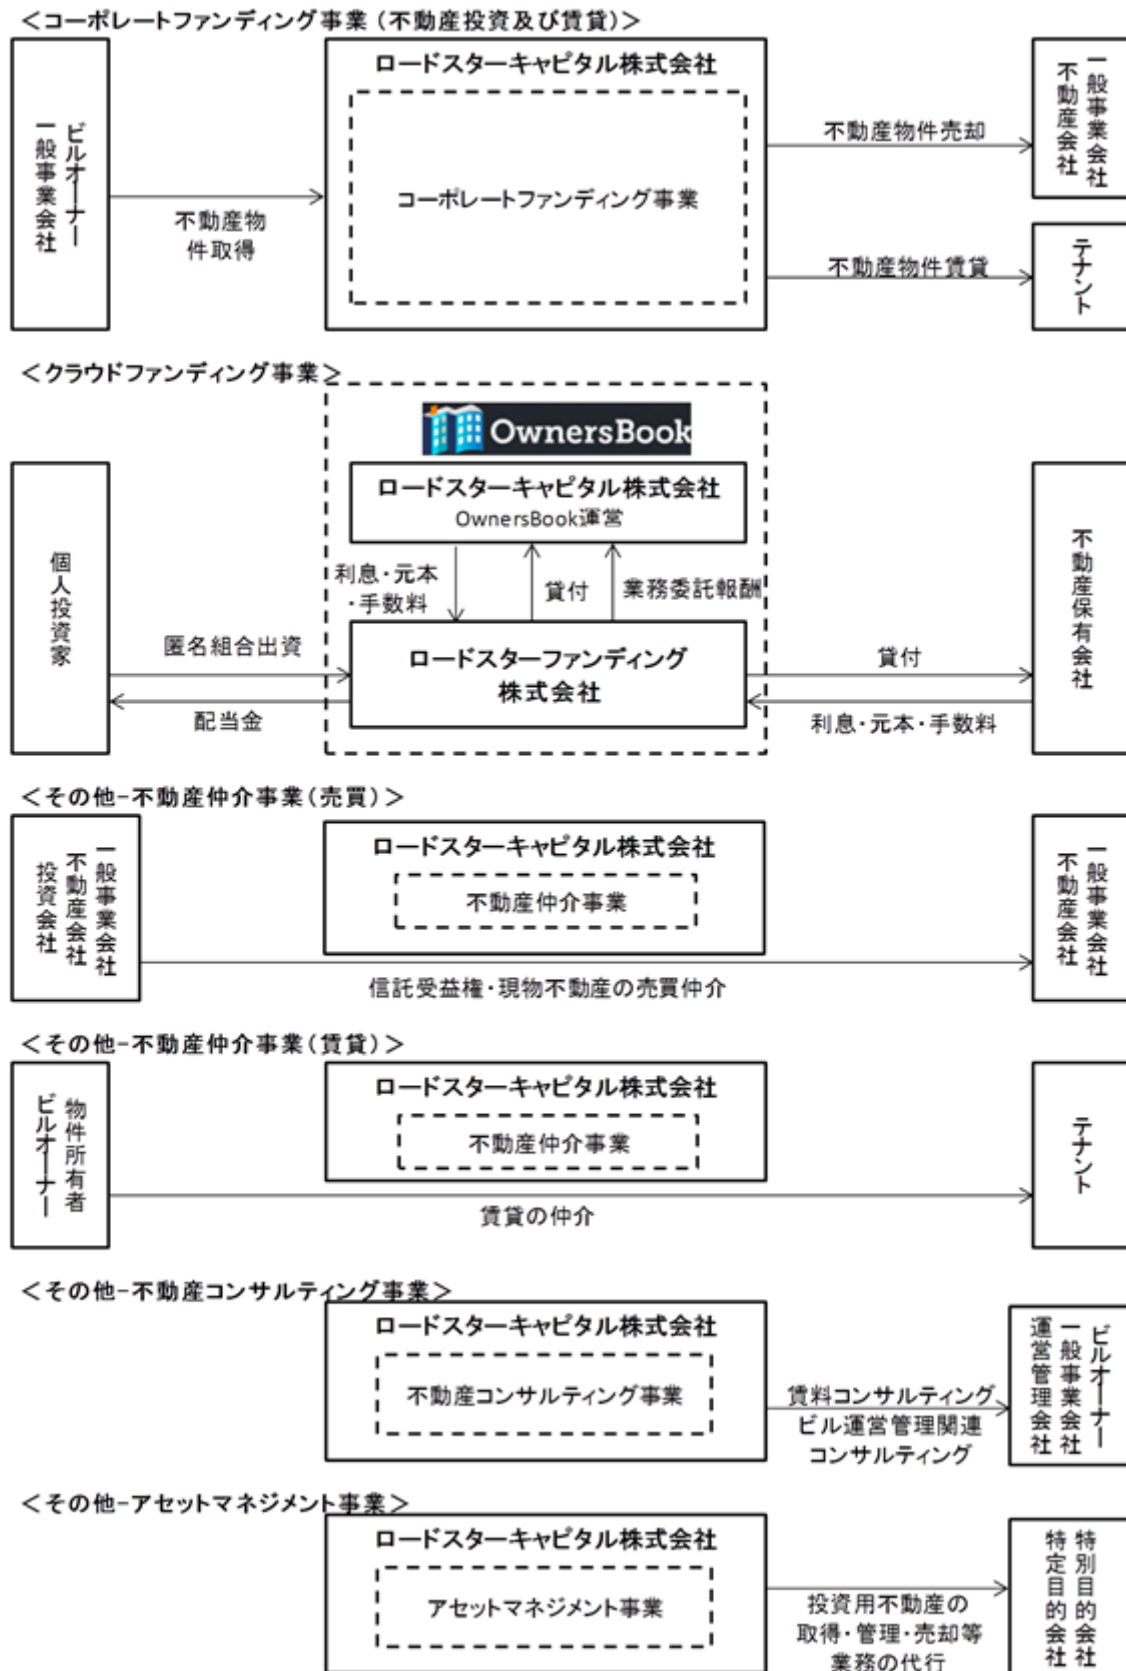 ＜コーポレートファンディング事業（不動産投資及び賃貸）＞
ビルオーナー
一般事業会社
不動産物
件取得
ロードスターキャピタル株式会社
コーポレートファンディング事業
不動産物件売却
一般事業会社
不動産会社
不動産物件賃貸
テナント
＜クラウドファンディング事業＞
個人投資家
匿名組合出資
配当金
OwnersBook
ロードスターキャピタル株式会社
OwnersBook運営
利息・元本
・手数料
貸付
業務委託報酬
ロードスターファンディング
株式会社
貸付
利息・元本・手数料
不動産保有会社
＜その他-不動産仲介事業（売買）＞
一般事業会社
不動産会社
投資会社
ロードスターキャピタル株式会社
不動産仲介事業
信託受益権・現物不動産の売買仲介
一般事業会社
不動産会社
＜その他-不動産仲介事業（賃貸）＞
物件所有者
ビルオーナー
ロードスターキャピタル株式会社
不動産仲介事業
賃貸の仲介
テナント
＜その他-不動産コンサルティング事業＞
ロードスターキャピタル株式会社
不動産コンサルティング事業
賃料コンサルティング
ビル運営管理関連
コンサルティング
ビルオーナー
一般事業会社
運営管理会社
＜その他-アセットマネジメント事業＞
ロードスターキャピタル株式会社
アセットマネジメント事業
投資用不動産の
取得・管理・売却等
業務の代行
特別目的会社
特定目的会社